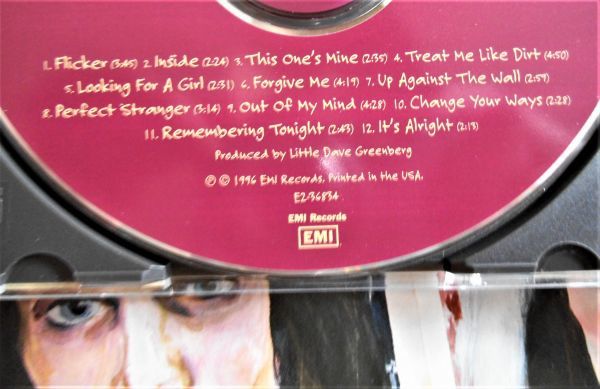 1. Flicker (3:45) 2. Inside (2:24) 3. This One's Mine (2:35) 4. Treat Me Like Dirt (4:50)
5. Looking For A Girl (2:31) 6. Forgive Me (4:19) 7. Up Against The Wall (2:59)
8. Perfect Stranger (3:14) 9. Out Of My Mind (4:28) 10. Change Your Ways (2:28)
11. Remembering Tonight (2:43) 12. It's Alright (2:13)
Produced by Little Dave Greenberg
℗ © 1996 EMI Records. Printed in the USA.
E2-36834
EMI Records
EMI